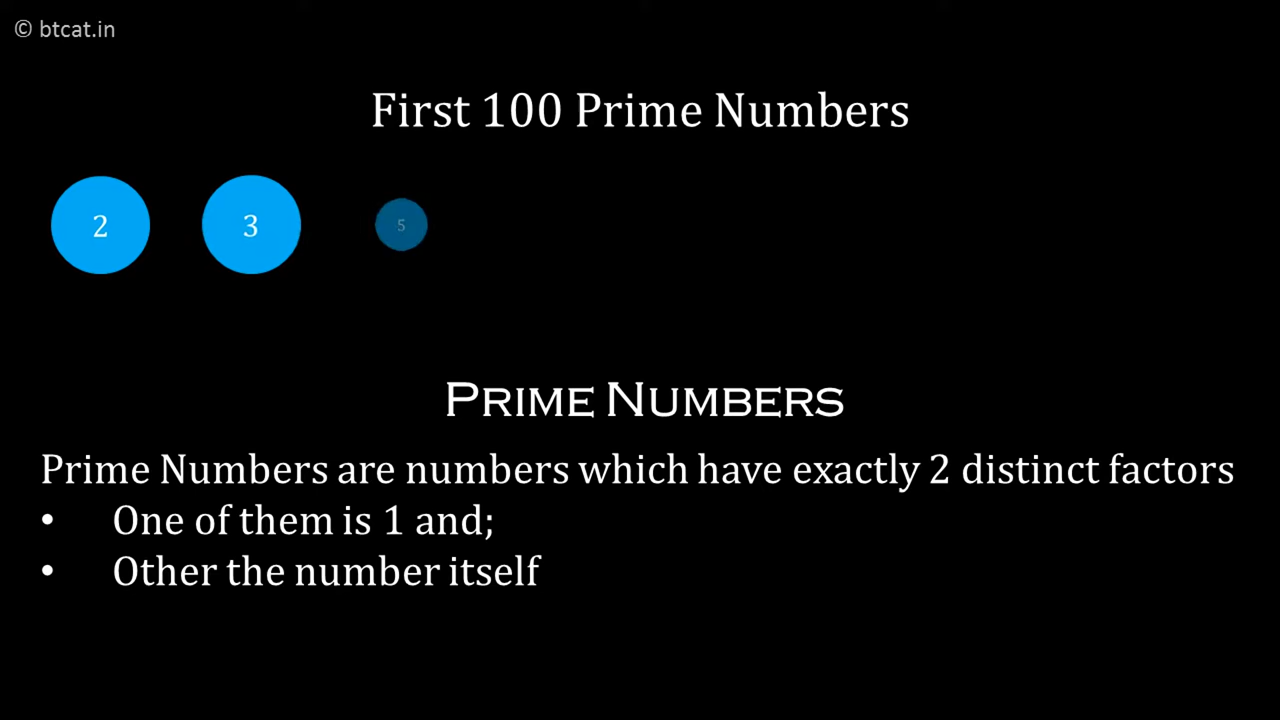 © btcat.in
First 100 Prime Numbers
2 3 5
PRIME NUMBERS
Prime Numbers are numbers which have exactly 2 distinct factors
• One of them is 1 and;
• Other the number itself